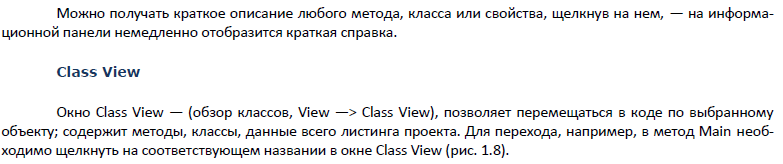 Можно получать краткое описание любого метода, класса или свойства, щелкнув на нем, — на информа-
ционной панели немедленно отобразится краткая справка.
Class View
Окно Class View — (обзор классов, View —> Class View), позволяет перемещаться в коде по выбранному
объекту; содержит методы, классы, данные всего листинга проекта. Для перехода, например, в метод Main необ-
ходимо щелкнуть на соответствующем названии в окне Class View (рис. 1.8).